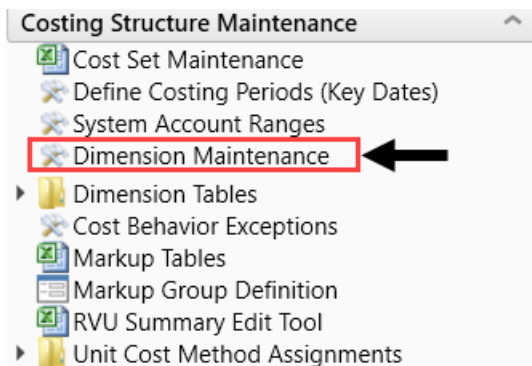 Costing Structure Maintenance
Cost Set Maintenance
Define Costing Periods (Key Dates)
System Account Ranges
Dimension Maintenance
Dimension Tables
Cost Behavior Exceptions
Markup Tables
Markup Group Definition
RVU Summary Edit Tool
Unit Cost Method Assignments